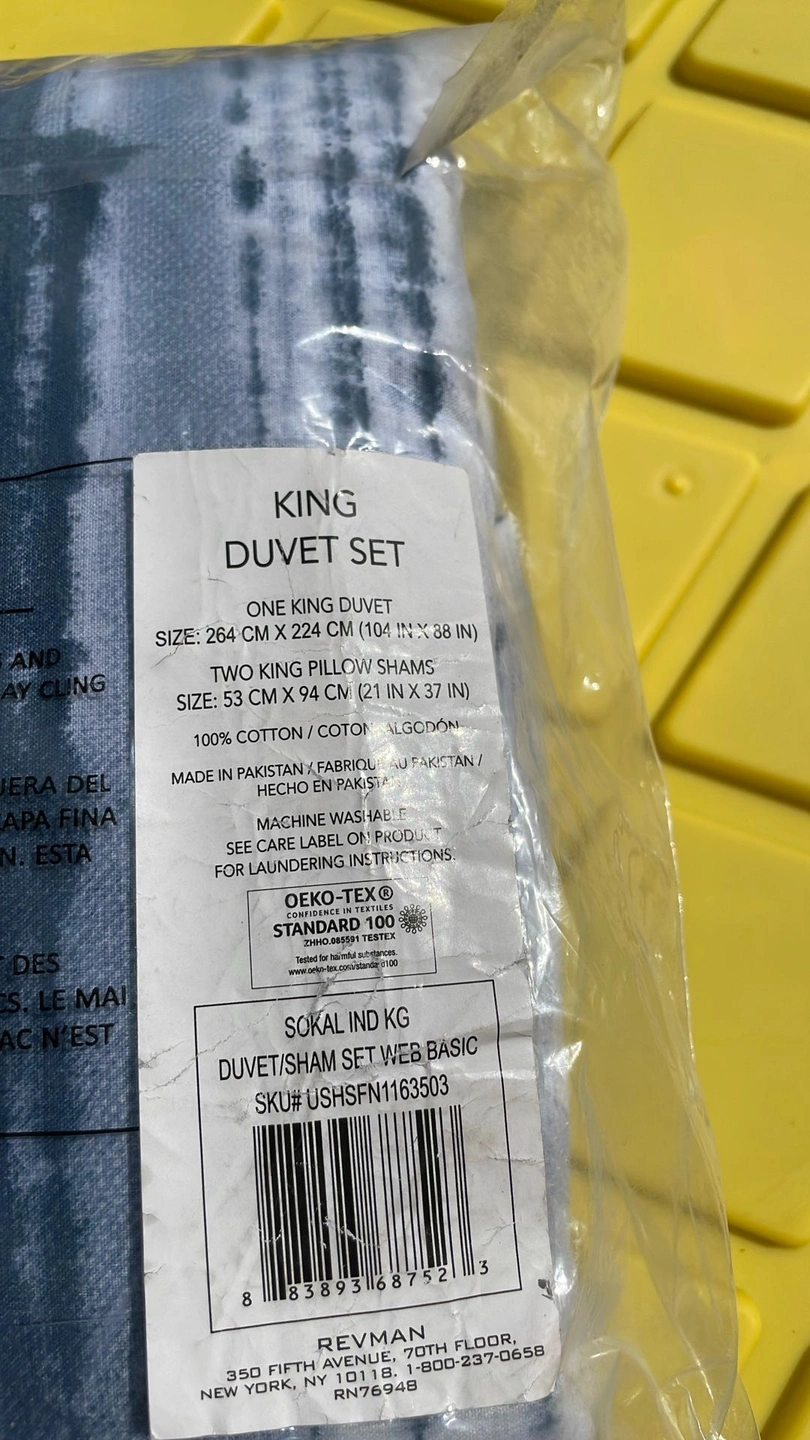 KING
DUVET SET
ONE KING DUVET
SIZE: 264 CM X 224 CM (104 IN X 88 IN)
TWO KING PILLOW SHAMS
SIZE: 53 CM X 94 CM (21 IN X 37 IN)
100% COTTON / COTON ALGODÓN
MADE IN PAKISTAN / FABRIQUÉ AU PAKISTAN /
HECHO EN PAKISTAN
MACHINE WASHABLE
SEE CARE LABEL ON PRODUCT
FOR LAUNDERING INSTRUCTIONS.
OEKO-TEX®
CONFIDENCE IN TEXTILES
STANDARD 100
ZHHO.085591 TESTEX
Tested for harmful substances.
www.oeko-tex.com/standard100
SOKAL IND KG
DUVET/SHAM SET WEB BASIC
SKU# USHSFN1163503
8 83893 68752 3
REVMAN
350 FIFTH AVENUE, 70TH FLOOR,
NEW YORK, NY 10118. 1-800-237-0658
RN76948
AND
AY CLING
UERA DEL
APA FINA
N. ESTA
DES
CS. LE MAI
AC N'EST